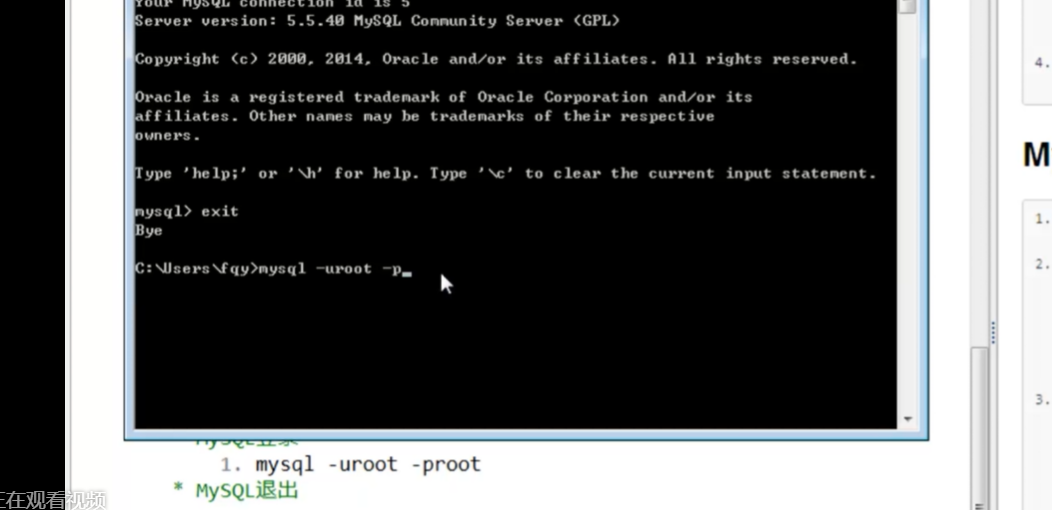 Your MySQL connection id is 5
Server version: 5.5.40 MySQL Community Server (GPL)
Copyright (c) 2000, 2014, Oracle and/or its affiliates. All rights reserved.
Oracle is a registered trademark of Oracle Corporation and/or its
affiliates. Other names may be trademarks of their respective
owners.
Type 'help;' or '\h' for help. Type '\c' to clear the current input statement.
mysql> exit
Bye
C:\Users\fqy>mysql -uroot -p_
MySQL登录
1. mysql -uroot -proot
* MySQL退出
正在观看视频
4.
M
1.
2.
3.